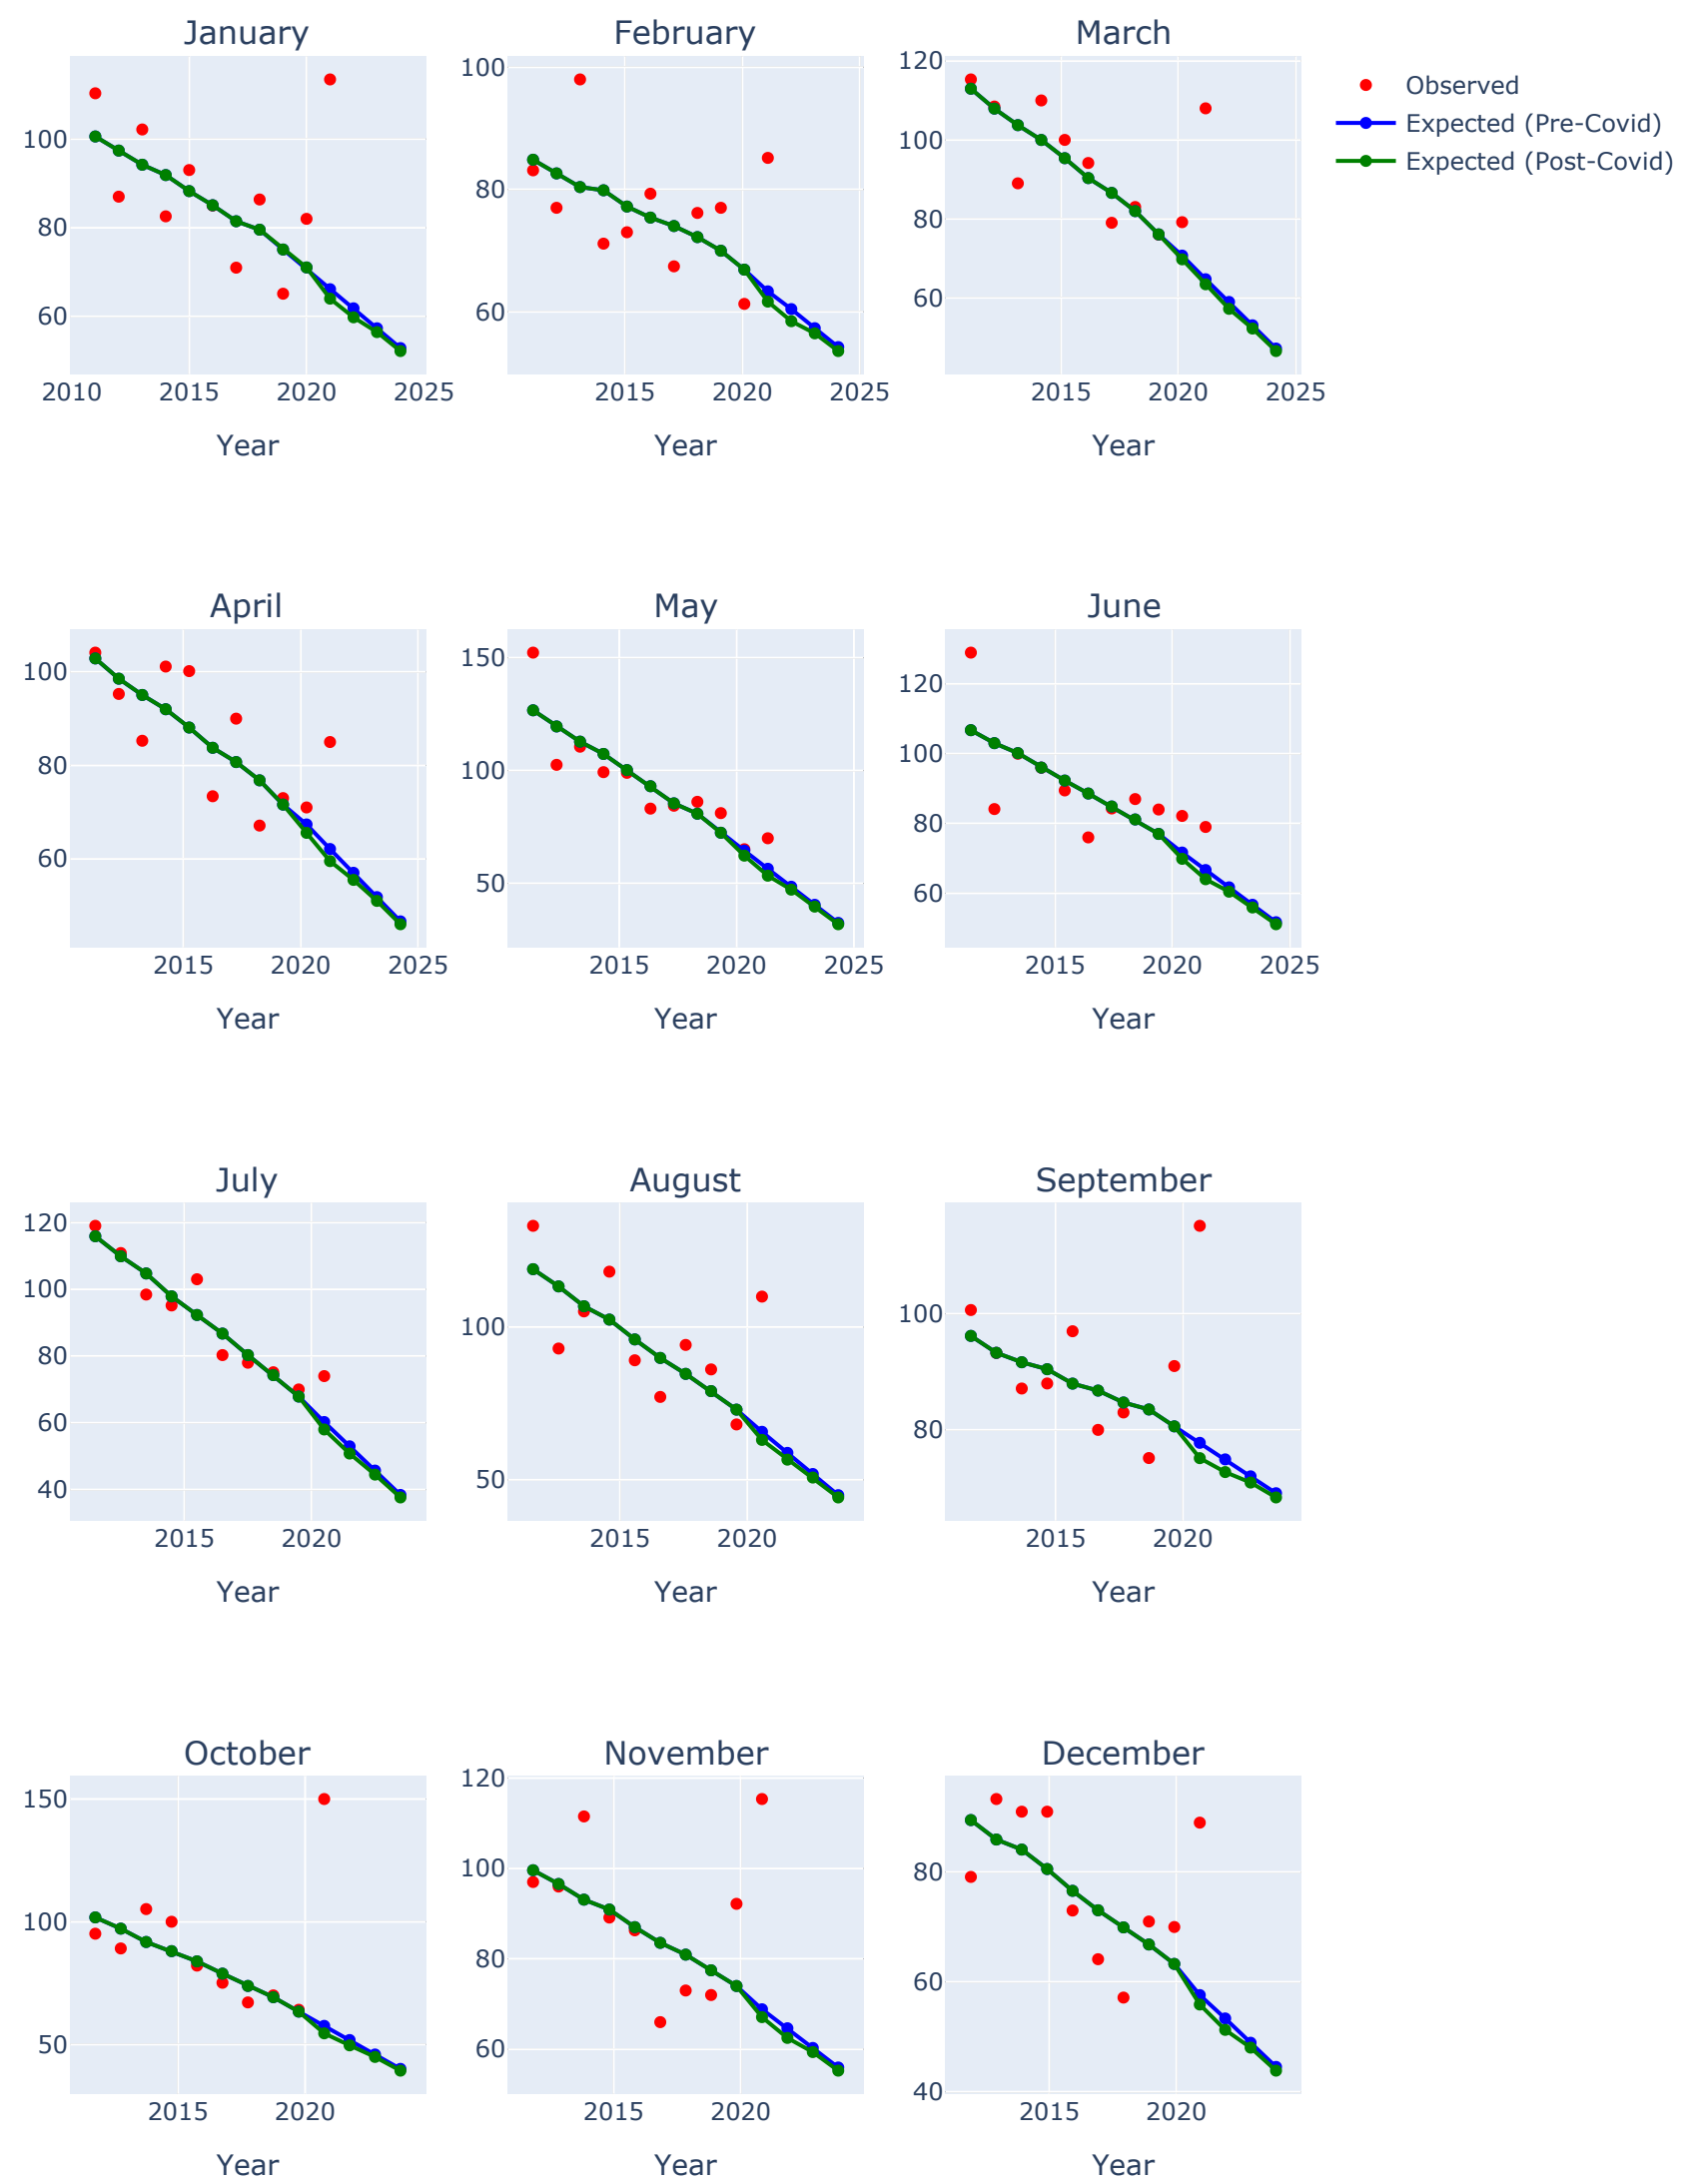 January
February
March
Observed
Expected (Pre-Covid)
Expected (Post-Covid)
100
80
60
2010 2015 2020 2025
Year
100
80
60
2015 2020 2025
Year
120
100
80
60
2015 2020 2025
Year
April
100
80
60
2015 2020 2025
Year
May
150
100
50
2015 2020 2025
Year
June
120
100
80
60
2015 2020 2025
Year
July
120
100
80
60
40
2015 2020
Year
August
100
50
2015 2020
Year
September
100
80
2015 2020
Year
October
150
100
50
2015 2020
Year
November
120
100
80
60
2015 2020
Year
December
80
60
40
2015 2020
Year